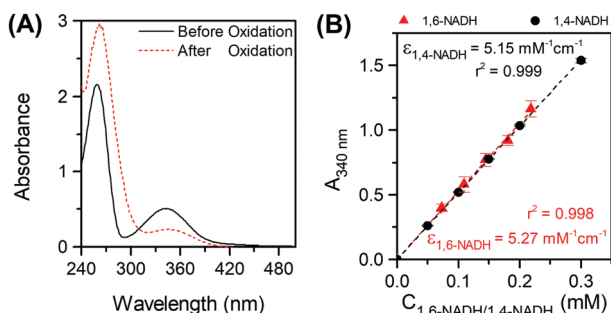 (A)
Before Oxidation
After Oxidation
Absorbance
3
2
1
0
240 300 360 420 480
Wavelength (nm)
(B)
1,6-NADH 1,4-NADH
ε1,4-NADH = 5.15 mM⁻¹cm⁻¹
r² = 0.999
A340 nm
1.5
1.0
0.5
0.0
r² = 0.998
ε1,6-NADH = 5.27 mM⁻¹cm⁻¹
0.0 0.1 0.2 0.3
C1,6-NADH/1,4-NADH (mM)